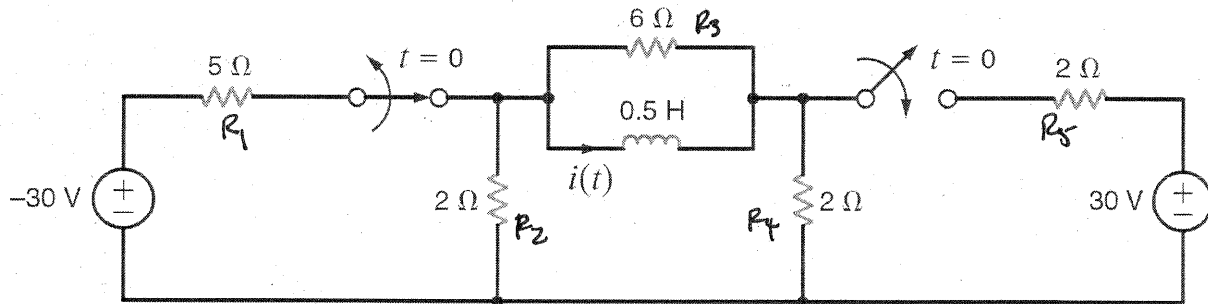 6 Ω R3
5 Ω t = 0 t = 0 2 Ω
R1 0.5 H R5
i(t)
−30 V 2 Ω R2 R4 2 Ω 30 V
+ − + −